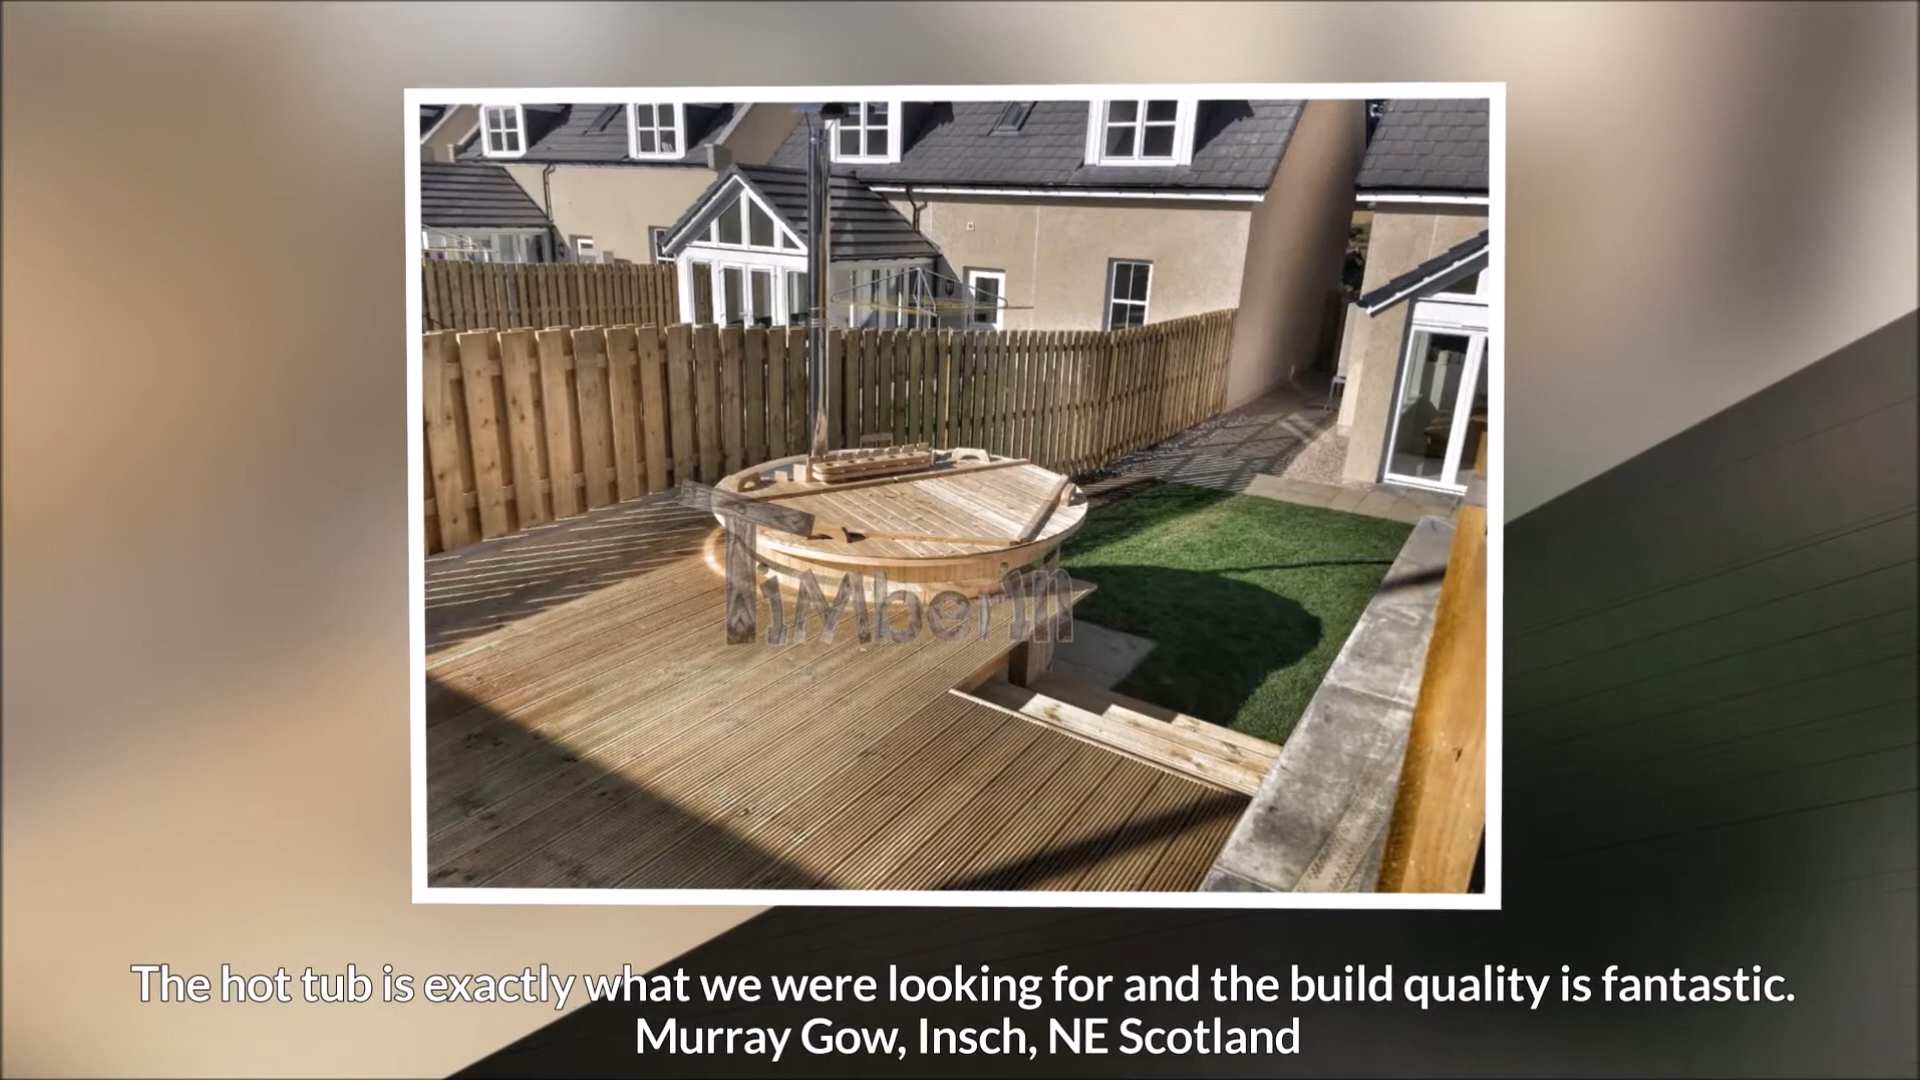 TiMberIN
The hot tub is exactly what we were looking for and the build quality is fantastic.
Murray Gow, Insch, NE Scotland